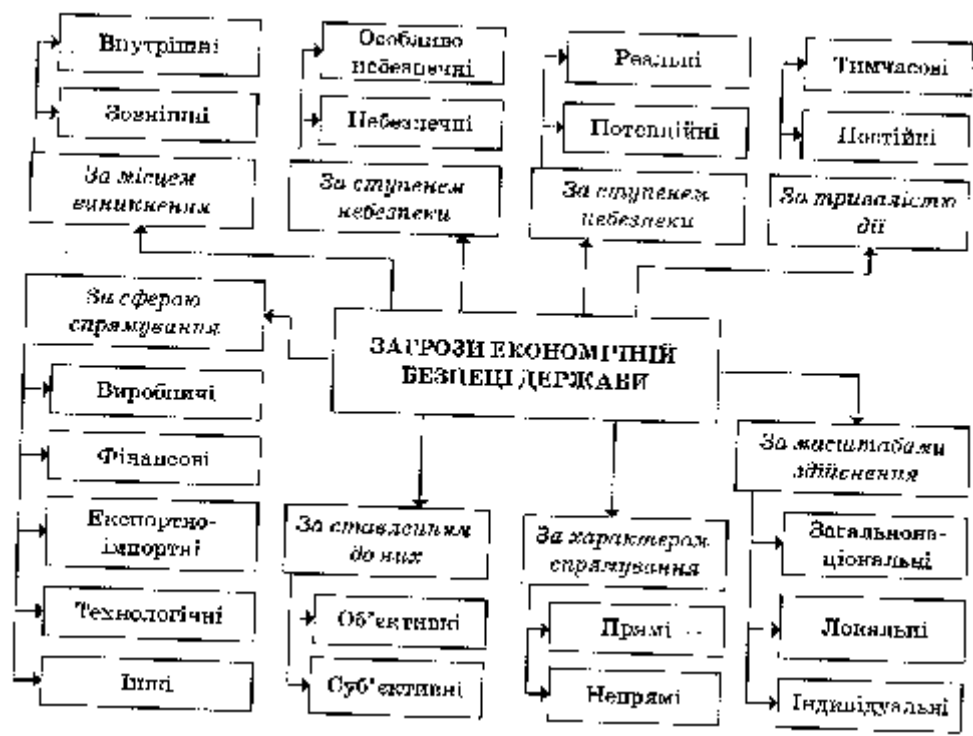 Внутрішні
Зовнішні
За місцем
виникнення
Особливо
небезпечні
Небезпечні
За ступенем
небезпеки
Реальні
Потенційні
За ступенем
небезпеки
Тимчасові
Постійні
За тривалістю
дії
ЗАГРОЗИ ЕКОНОМІЧНІЙ
БЕЗПЕЦІ ДЕРЖАВИ
За сферою
спрямування
Виробничі
Фінансові
Експортно-
імпортні
Технологічні
Інші
За ставленням
до них
Об’єктивні
Суб’єктивні
За характером
спрямування
Прямі
Непрямі
За масштабами
здійснення
Загальнона-
ціональні
Локальні
Індивідуальні